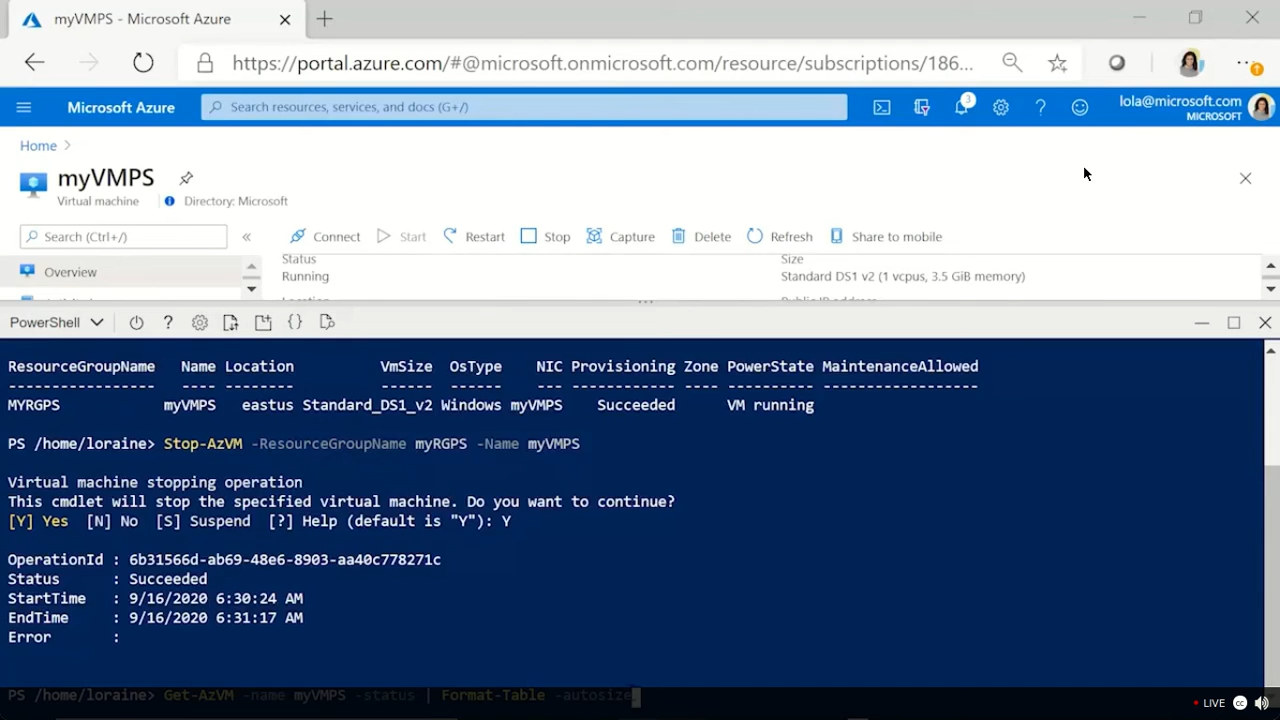 myVMPS - Microsoft Azure
https://portal.azure.com/#@microsoft.onmicrosoft.com/resource/subscriptions/186...
Microsoft Azure
Search resources, services, and docs (G+/)
3
lola@microsoft.com
MICROSOFT
Home
myVMPS
Virtual machine
Directory: Microsoft
Search (Ctrl+/)
Connect Start Restart Stop Capture Delete Refresh Share to mobile
Overview
Status
Running
Size
Standard DS1 v2 (1 vcpus, 3.5 GiB memory)
PowerShell
ResourceGroupName Name Location VmSize OsType NIC Provisioning Zone PowerState MaintenanceAllowed
----------------- ---- -------- ------ ------ --- ------------ ---- ---------- ------------------
MYRGPS myVMPS eastus Standard_DS1_v2 Windows myVMPS Succeeded VM running
PS /home/loraine> Stop-AzVM -ResourceGroupName myRGPS -Name myVMPS
Virtual machine stopping operation
This cmdlet will stop the specified virtual machine. Do you want to continue?
[Y] Yes [N] No [S] Suspend [?] Help (default is "Y"): Y
OperationId : 6b31566d-ab69-48e6-8903-aa40c778271c
Status : Succeeded
StartTime : 9/16/2020 6:30:24 AM
EndTime : 9/16/2020 6:31:17 AM
Error :
PS /home/loraine> Get-AzVM -name myVMPS -status | Format-Table -autosize
LIVE CC